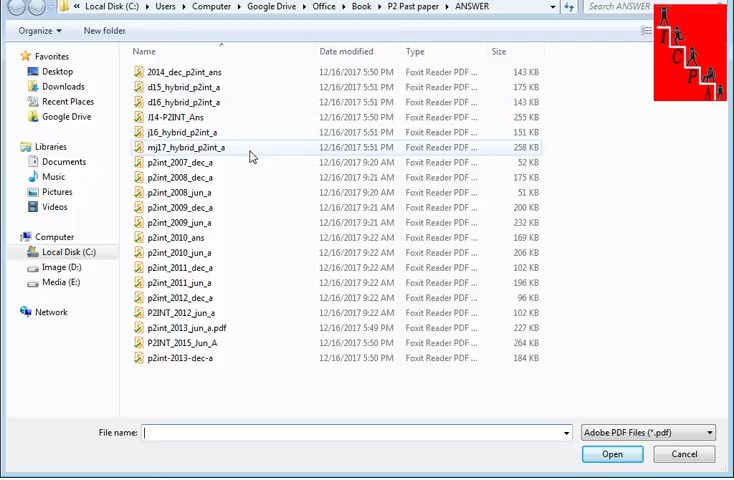 « Local Disk (C:) ▸ Users ▸ Computer ▸ Google Drive ▸ Office ▸ Book ▸ P2 Past paper ▸ ANSWER
Search ANSWER
Organize
New folder
Name Date modified Type Size
Favorites
Desktop
Downloads
Recent Places
Google Drive
Libraries
Documents
Music
Pictures
Videos
Computer
Local Disk (C:)
Image (D:)
Media (E:)
Network
2014_dec_p2int_ans 12/16/2017 5:50 PM Foxit Reader PDF ... 143 KB
d15_hybrid_p2int_a 12/16/2017 5:51 PM Foxit Reader PDF ... 175 KB
d16_hybrid_p2int_a 12/16/2017 5:51 PM Foxit Reader PDF ... 143 KB
J14-P2INT_Ans 12/16/2017 5:50 PM Foxit Reader PDF ... 255 KB
j16_hybrid_p2int_a 12/16/2017 5:51 PM Foxit Reader PDF ... 151 KB
mj17_hybrid_p2int_a 12/16/2017 5:51 PM Foxit Reader PDF ... 258 KB
p2int_2007_dec_a 12/16/2017 9:20 AM Foxit Reader PDF ... 52 KB
p2int_2008_dec_a 12/16/2017 9:21 AM Foxit Reader PDF ... 175 KB
p2int_2008_jun_a 12/16/2017 9:20 AM Foxit Reader PDF ... 51 KB
p2int_2009_dec_a 12/16/2017 9:21 AM Foxit Reader PDF ... 200 KB
p2int_2009_jun_a 12/16/2017 9:21 AM Foxit Reader PDF ... 232 KB
p2int_2010_ans 12/16/2017 9:22 AM Foxit Reader PDF ... 169 KB
p2int_2010_jun_a 12/16/2017 9:22 AM Foxit Reader PDF ... 206 KB
p2int_2011_dec_a 12/16/2017 9:22 AM Foxit Reader PDF ... 102 KB
p2int_2011_jun_a 12/16/2017 9:22 AM Foxit Reader PDF ... 196 KB
p2int_2012_dec_a 12/16/2017 9:22 AM Foxit Reader PDF ... 96 KB
P2INT_2012_jun_a 12/16/2017 9:22 AM Foxit Reader PDF ... 102 KB
p2int_2013_jun_a.pdf 12/16/2017 5:49 PM Foxit Reader PDF ... 227 KB
P2INT_2015_Jun_A 12/16/2017 5:50 PM Foxit Reader PDF ... 264 KB
p2int-2013-dec-a 12/16/2017 5:50 PM Foxit Reader PDF ... 184 KB
File name:
Adobe PDF Files (*.pdf)
Open
Cancel
I
C
P
A